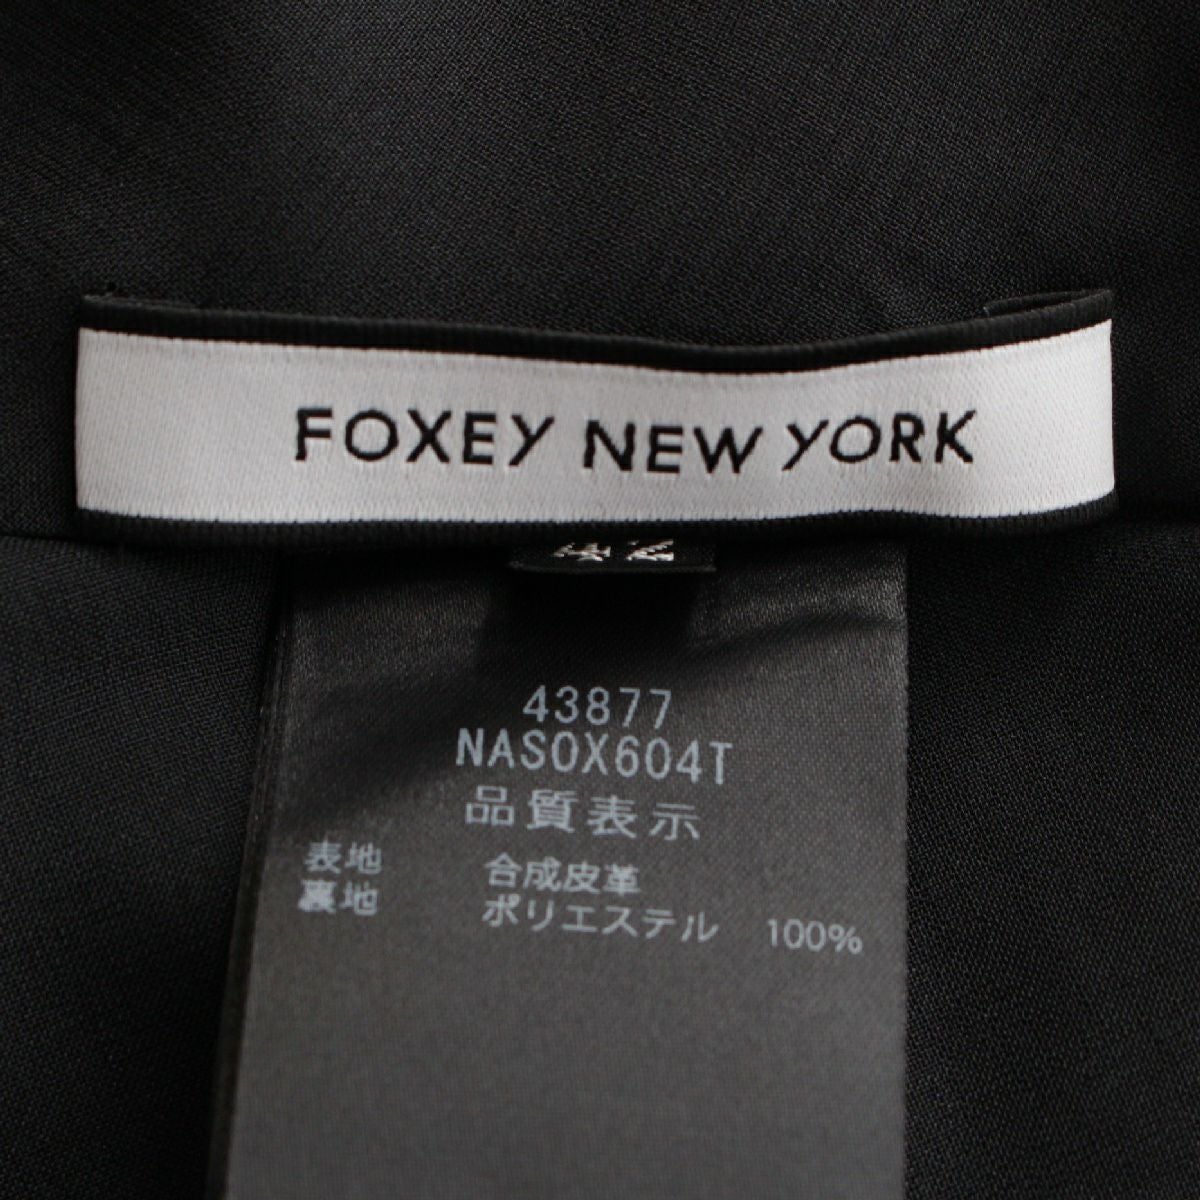 FOXEY NEW YORK
43877
NASOX604T
品質表示
表地 合成皮革
裏地 ポリエステル 100%